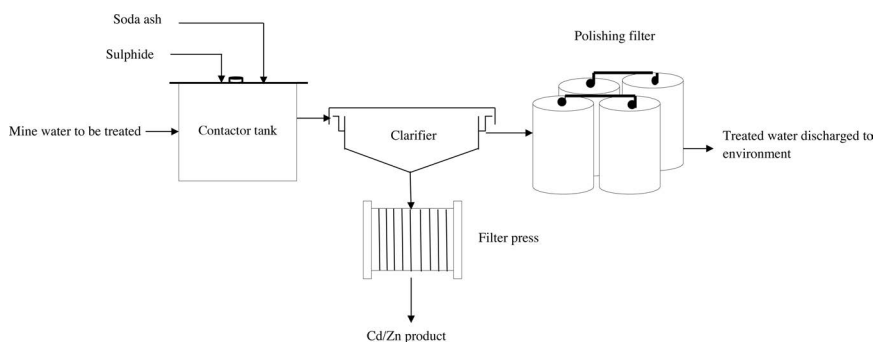 Soda ash
Sulphide
Polishing filter
Mine water to be treated
Contactor tank
Clarifier
Treated water discharged to
environment
Filter press
Cd/Zn product